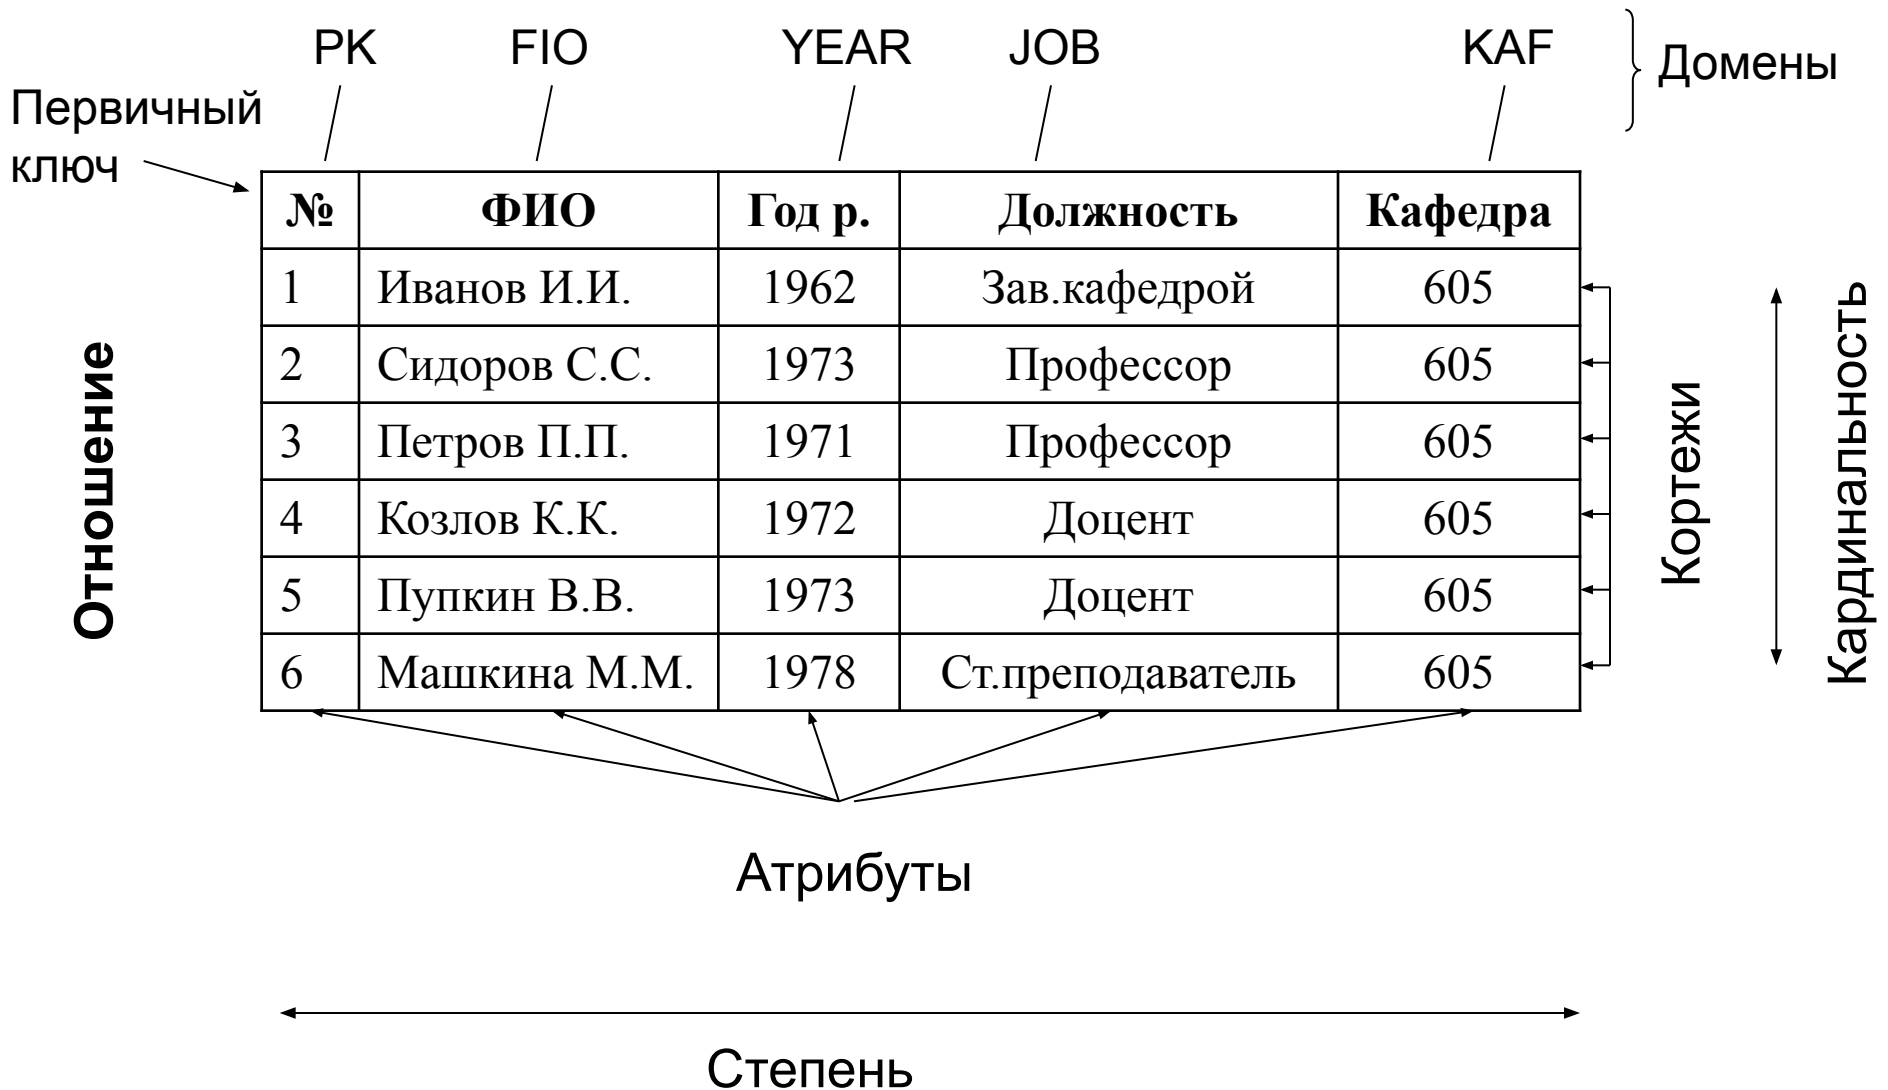 PK FIO YEAR JOB KAF Домены
Первичный
ключ
№ ФИО Год р. Должность Кафедра
1 Иванов И.И. 1962 Зав.кафедрой 605
2 Сидоров С.С. 1973 Профессор 605
3 Петров П.П. 1971 Профессор 605
4 Козлов К.К. 1972 Доцент 605
5 Пупкин В.В. 1973 Доцент 605
6 Машкина М.М. 1978 Ст.преподаватель 605
Отношение
Кортежи
Кардинальность
Атрибуты
Степень